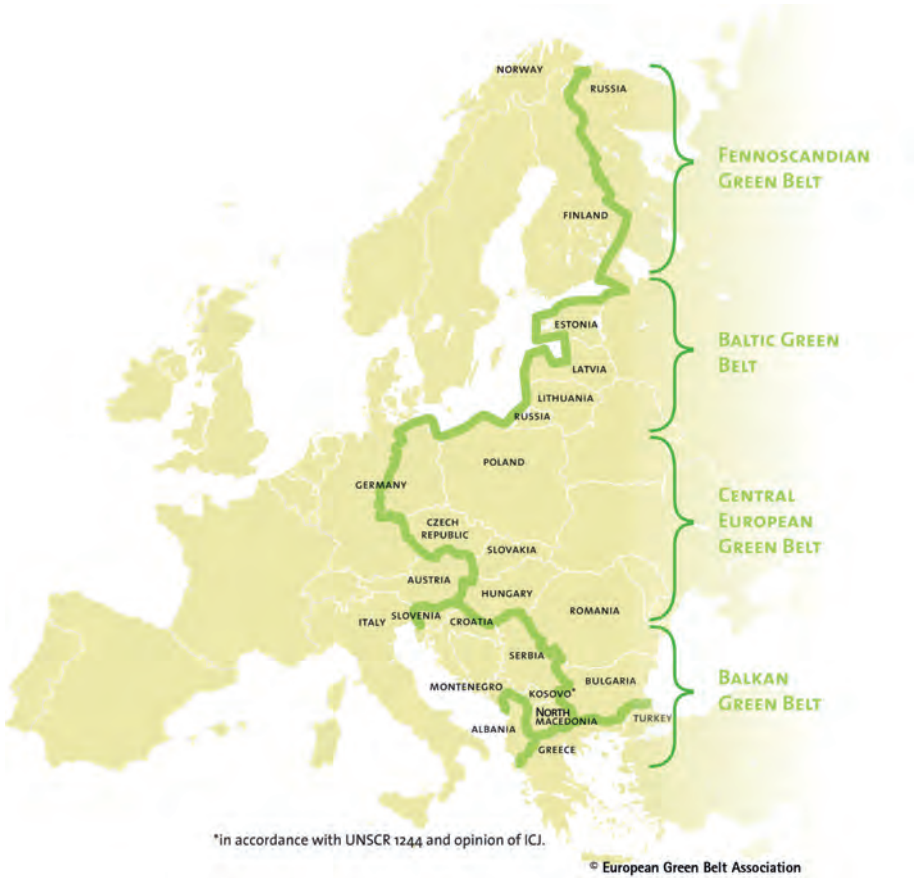 NORWAY
RUSSIA
FENNOSCANDIAN
GREEN BELT
FINLAND
ESTONIA
BALTIC GREEN
BELT
LATVIA
LITHUANIA
RUSSIA
POLAND
GERMANY
CENTRAL
EUROPEAN
GREEN BELT
CZECH
REPUBLIC
SLOVAKIA
AUSTRIA
HUNGARY
ROMANIA
ITALY
SLOVENIA
CROATIA
SERBIA
BULGARIA
BALKAN
GREEN BELT
MONTENEGRO
KOSOVO*
NORTH
MACEDONIA
TURKEY
ALBANIA
GREECE
*in accordance with UNSCR 1244 and opinion of ICJ.
© European Green Belt Association